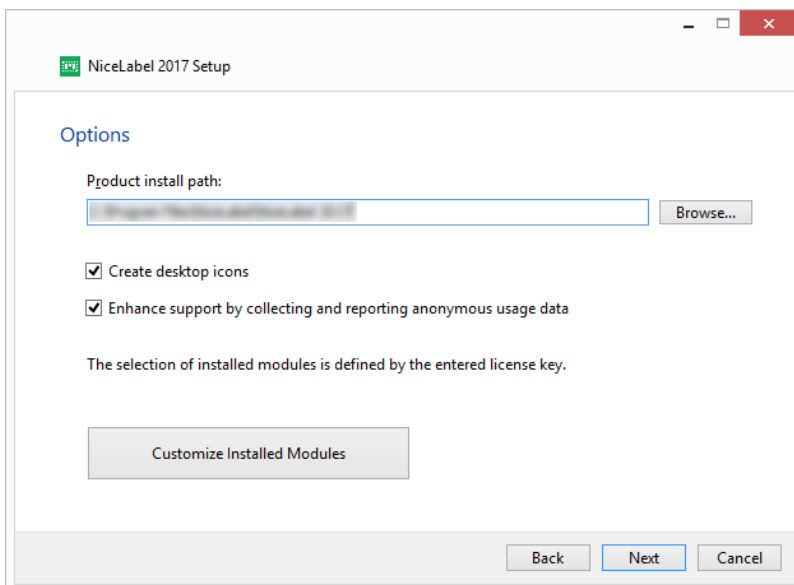 NiceLabel 2017 Setup
Options
Product install path:
Browse...
Create desktop icons
Enhance support by collecting and reporting anonymous usage data
The selection of installed modules is defined by the entered license key.
Customize Installed Modules
Back
Next
Cancel